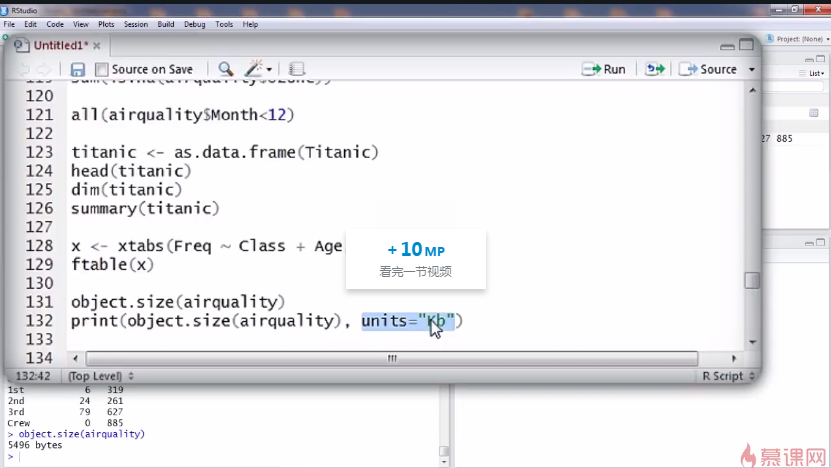 RStudio
File Edit Code View Plots Session Build Debug Tools Help
Project: (None)
Untitled1*
Source on Save
Run
Source
List
27 885
119 sum(is.na(airquality$Ozone))
120
121 all(airquality$Month<12)
122
123 titanic <- as.data.frame(Titanic)
124 head(titanic)
125 dim(titanic)
126 summary(titanic)
127
128 x <- xtabs(Freq ~ Class + Age
129 ftable(x)
130
131 object.size(airquality)
132 print(object.size(airquality), units="Kb")
133
134
+10 MP
看完一节视频
132:42 (Top Level) R Script
1st 6 319
2nd 24 261
3rd 79 627
Crew 0 885
> object.size(airquality)
5496 bytes
>
慕课网